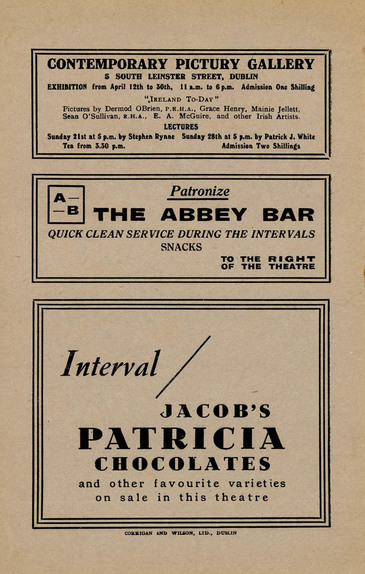 CONTEMPORARY PICTURY GALLERY
5 SOUTH LEINSTER STREET, DUBLIN
EXHIBITION from April 12th to 30th, 11 a.m. to 6 p.m. Admission One Shilling
"IRELAND TO-DAY"
Pictures by Dermod OBrien, P.R.H.A., Grace Henry, Mainie Jellett,
Sean O'Sullivan, R.H.A., E. A. McGuire, and other Irish Artists.
LECTURES
Sunday 21st at 5 p.m. by Stephen Rynne Sunday 28th at 5 p.m. by Patrick J. White
Tea from 3.30 p.m. Admission Two Shillings
A—
—B
Patronize
THE ABBEY BAR
QUICK CLEAN SERVICE DURING THE INTERVALS
SNACKS
TO THE RIGHT
OF THE THEATRE
Interval
JACOB'S
PATRICIA
CHOCOLATES
and other favourite varieties
on sale in this theatre
CORRIGAN AND WILSON, LTD., DUBLIN